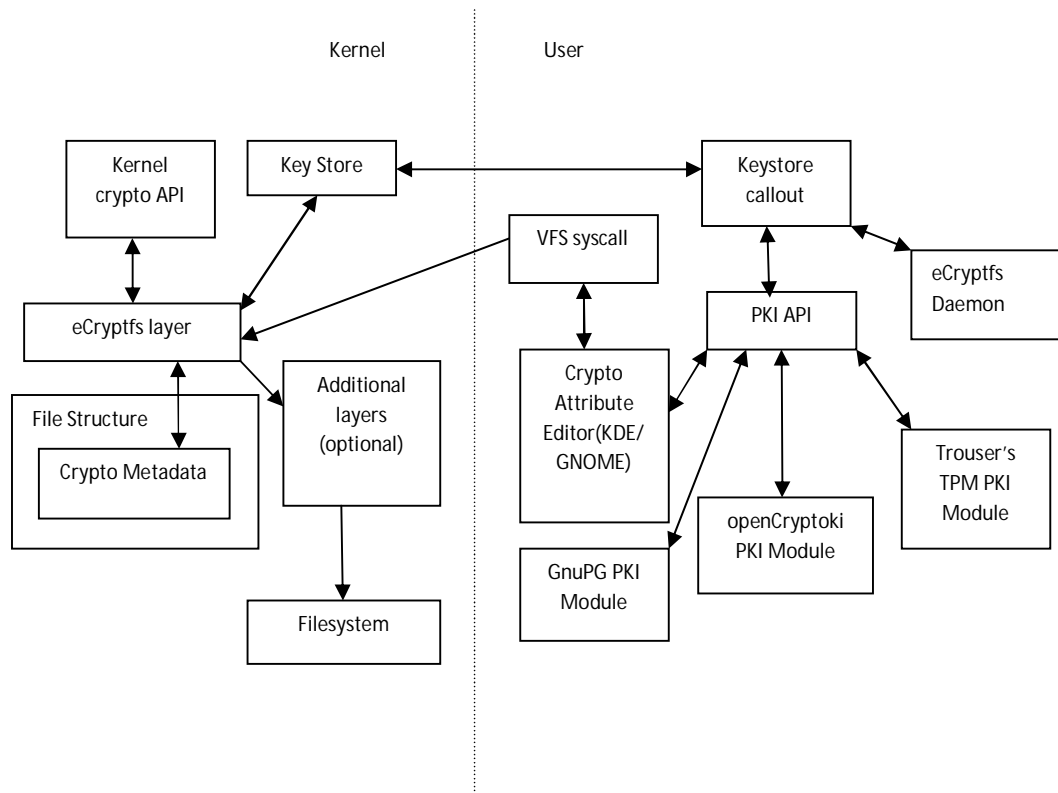 Kernel
User
Kernel
crypto API
Key Store
Keystore
callout
VFS syscall
eCryptfs
Daemon
eCryptfs layer
PKI API
Additional
layers
(optional)
Crypto
Attribute
Editor(KDE/
GNOME)
File Structure
Crypto Metadata
Trouser's
TPM PKI
Module
openCryptoki
PKI Module
GnuPG PKI
Module
Filesystem